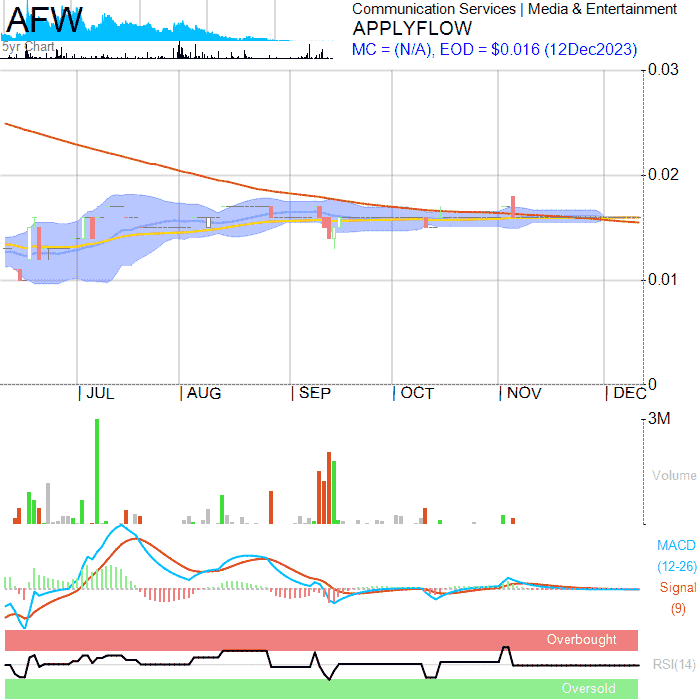 AFW
5yr Chart
Communication Services | Media & Entertainment
APPLYFLOW
MC = (N/A), EOD = $0.016 (12Dec2023)
0.03
0.02
0.01
0
JUL
AUG
SEP
OCT
NOV
DEC
3M
Volume
MACD
(12-26)
Signal
(9)
Overbought
RSI(14)
Oversold